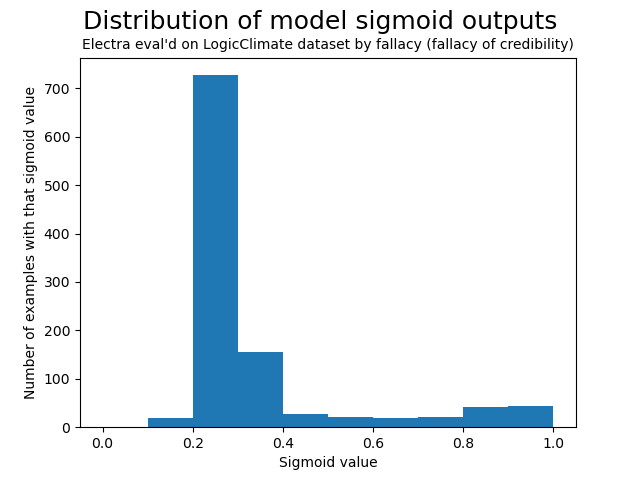 Distribution of model sigmoid outputs
Electra eval'd on LogicClimate dataset by fallacy (fallacy of credibility)
Number of examples with that sigmoid value
700
600
500
400
300
200
100
0
0.0 0.2 0.4 0.6 0.8 1.0
Sigmoid value